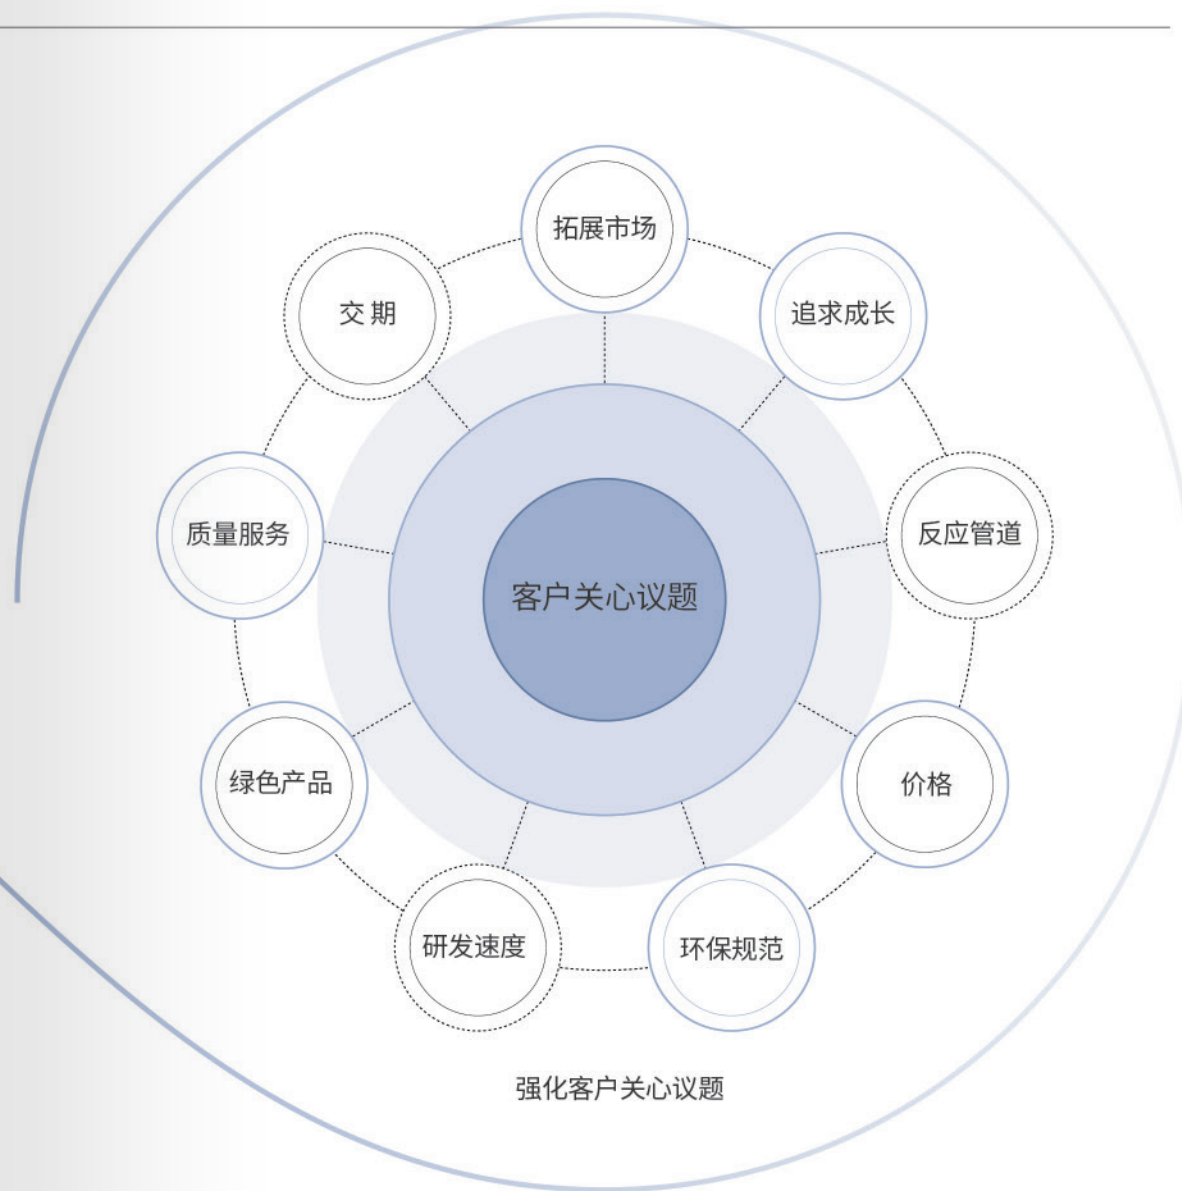 拓展市场
交 期
追求成长
质量服务
反应管道
客户关心议题
绿色产品
价格
研发速度
环保规范
强化客户关心议题